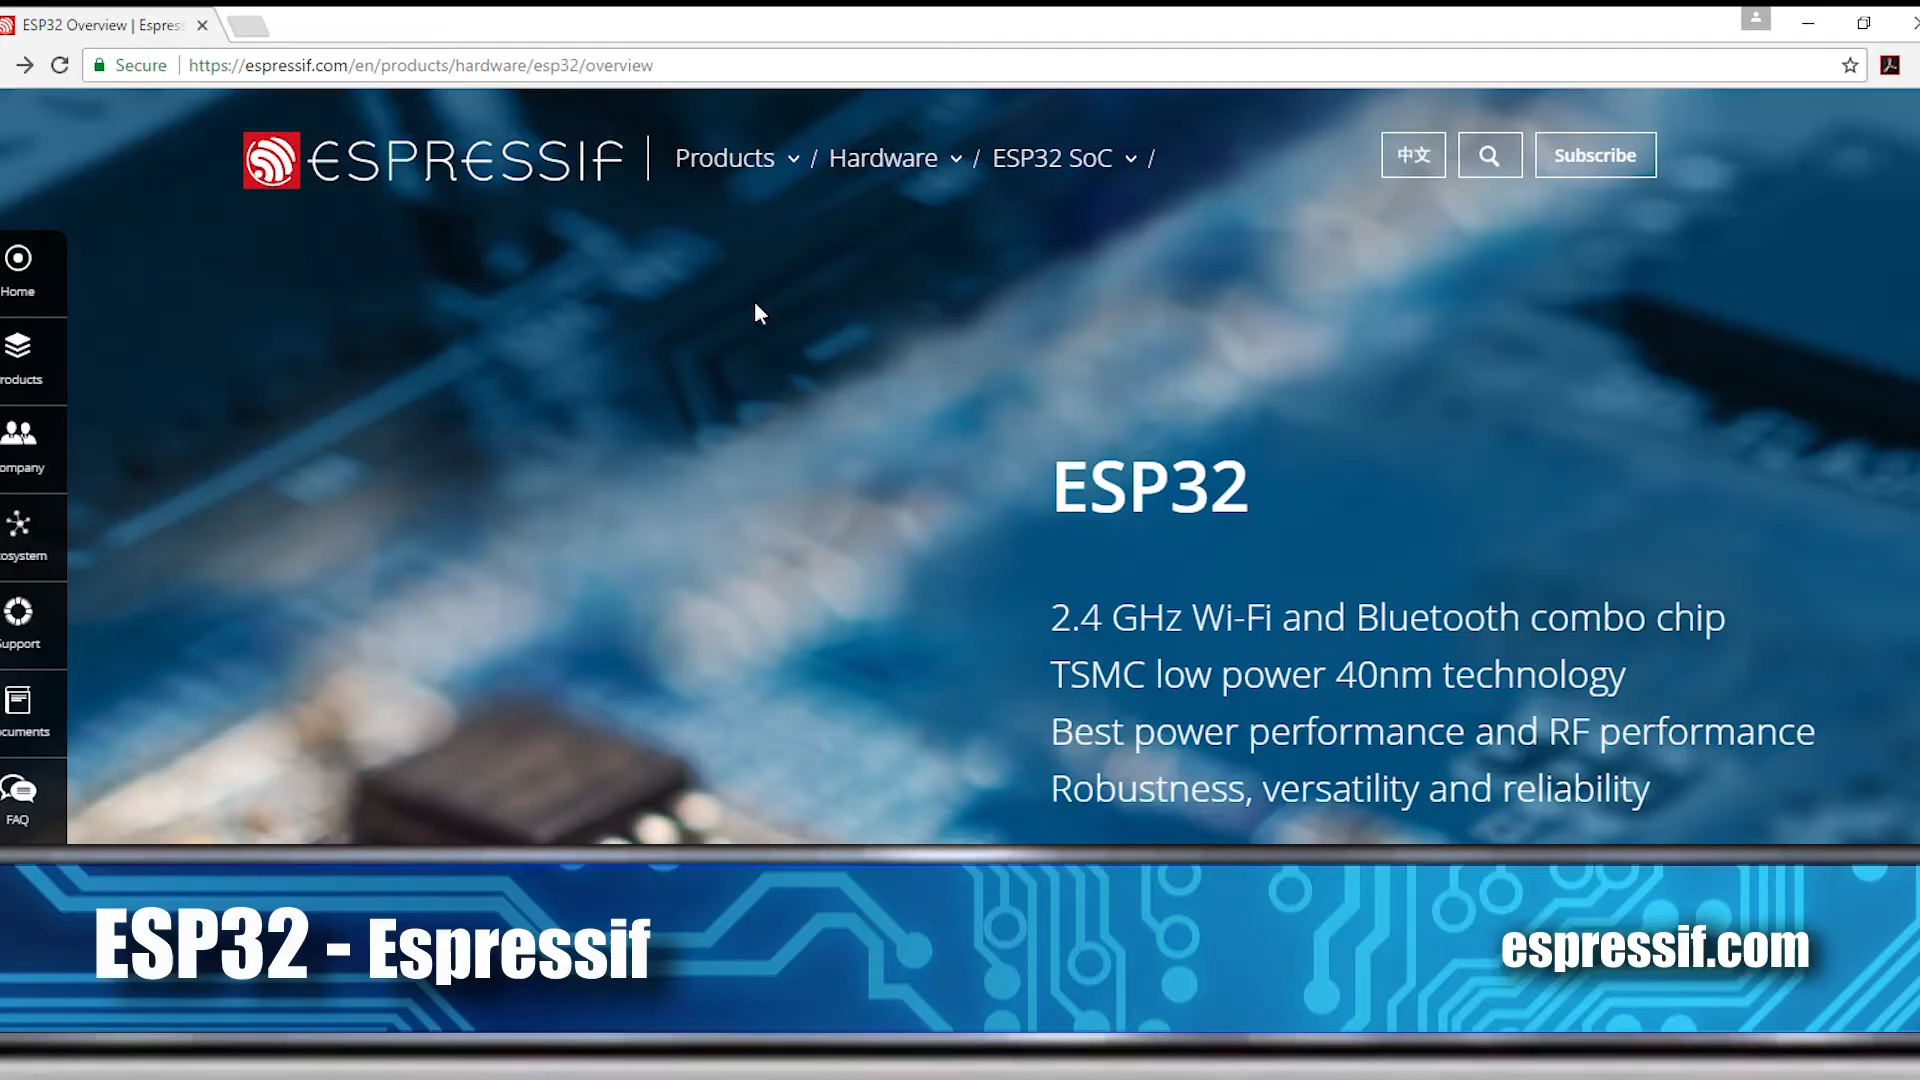 ESP32 Overview | Espres
Secure https://espressif.com/en/products/hardware/esp32/overview
ESPRESSIF Products / Hardware / ESP32 SoC / 中文 Subscribe
Home
roducts
ompany
osystem
upport
cuments
FAQ
ESP32
2.4 GHz Wi-Fi and Bluetooth combo chip
TSMC low power 40nm technology
Best power performance and RF performance
Robustness, versatility and reliability
ESP32 - Espressif
espressif.com